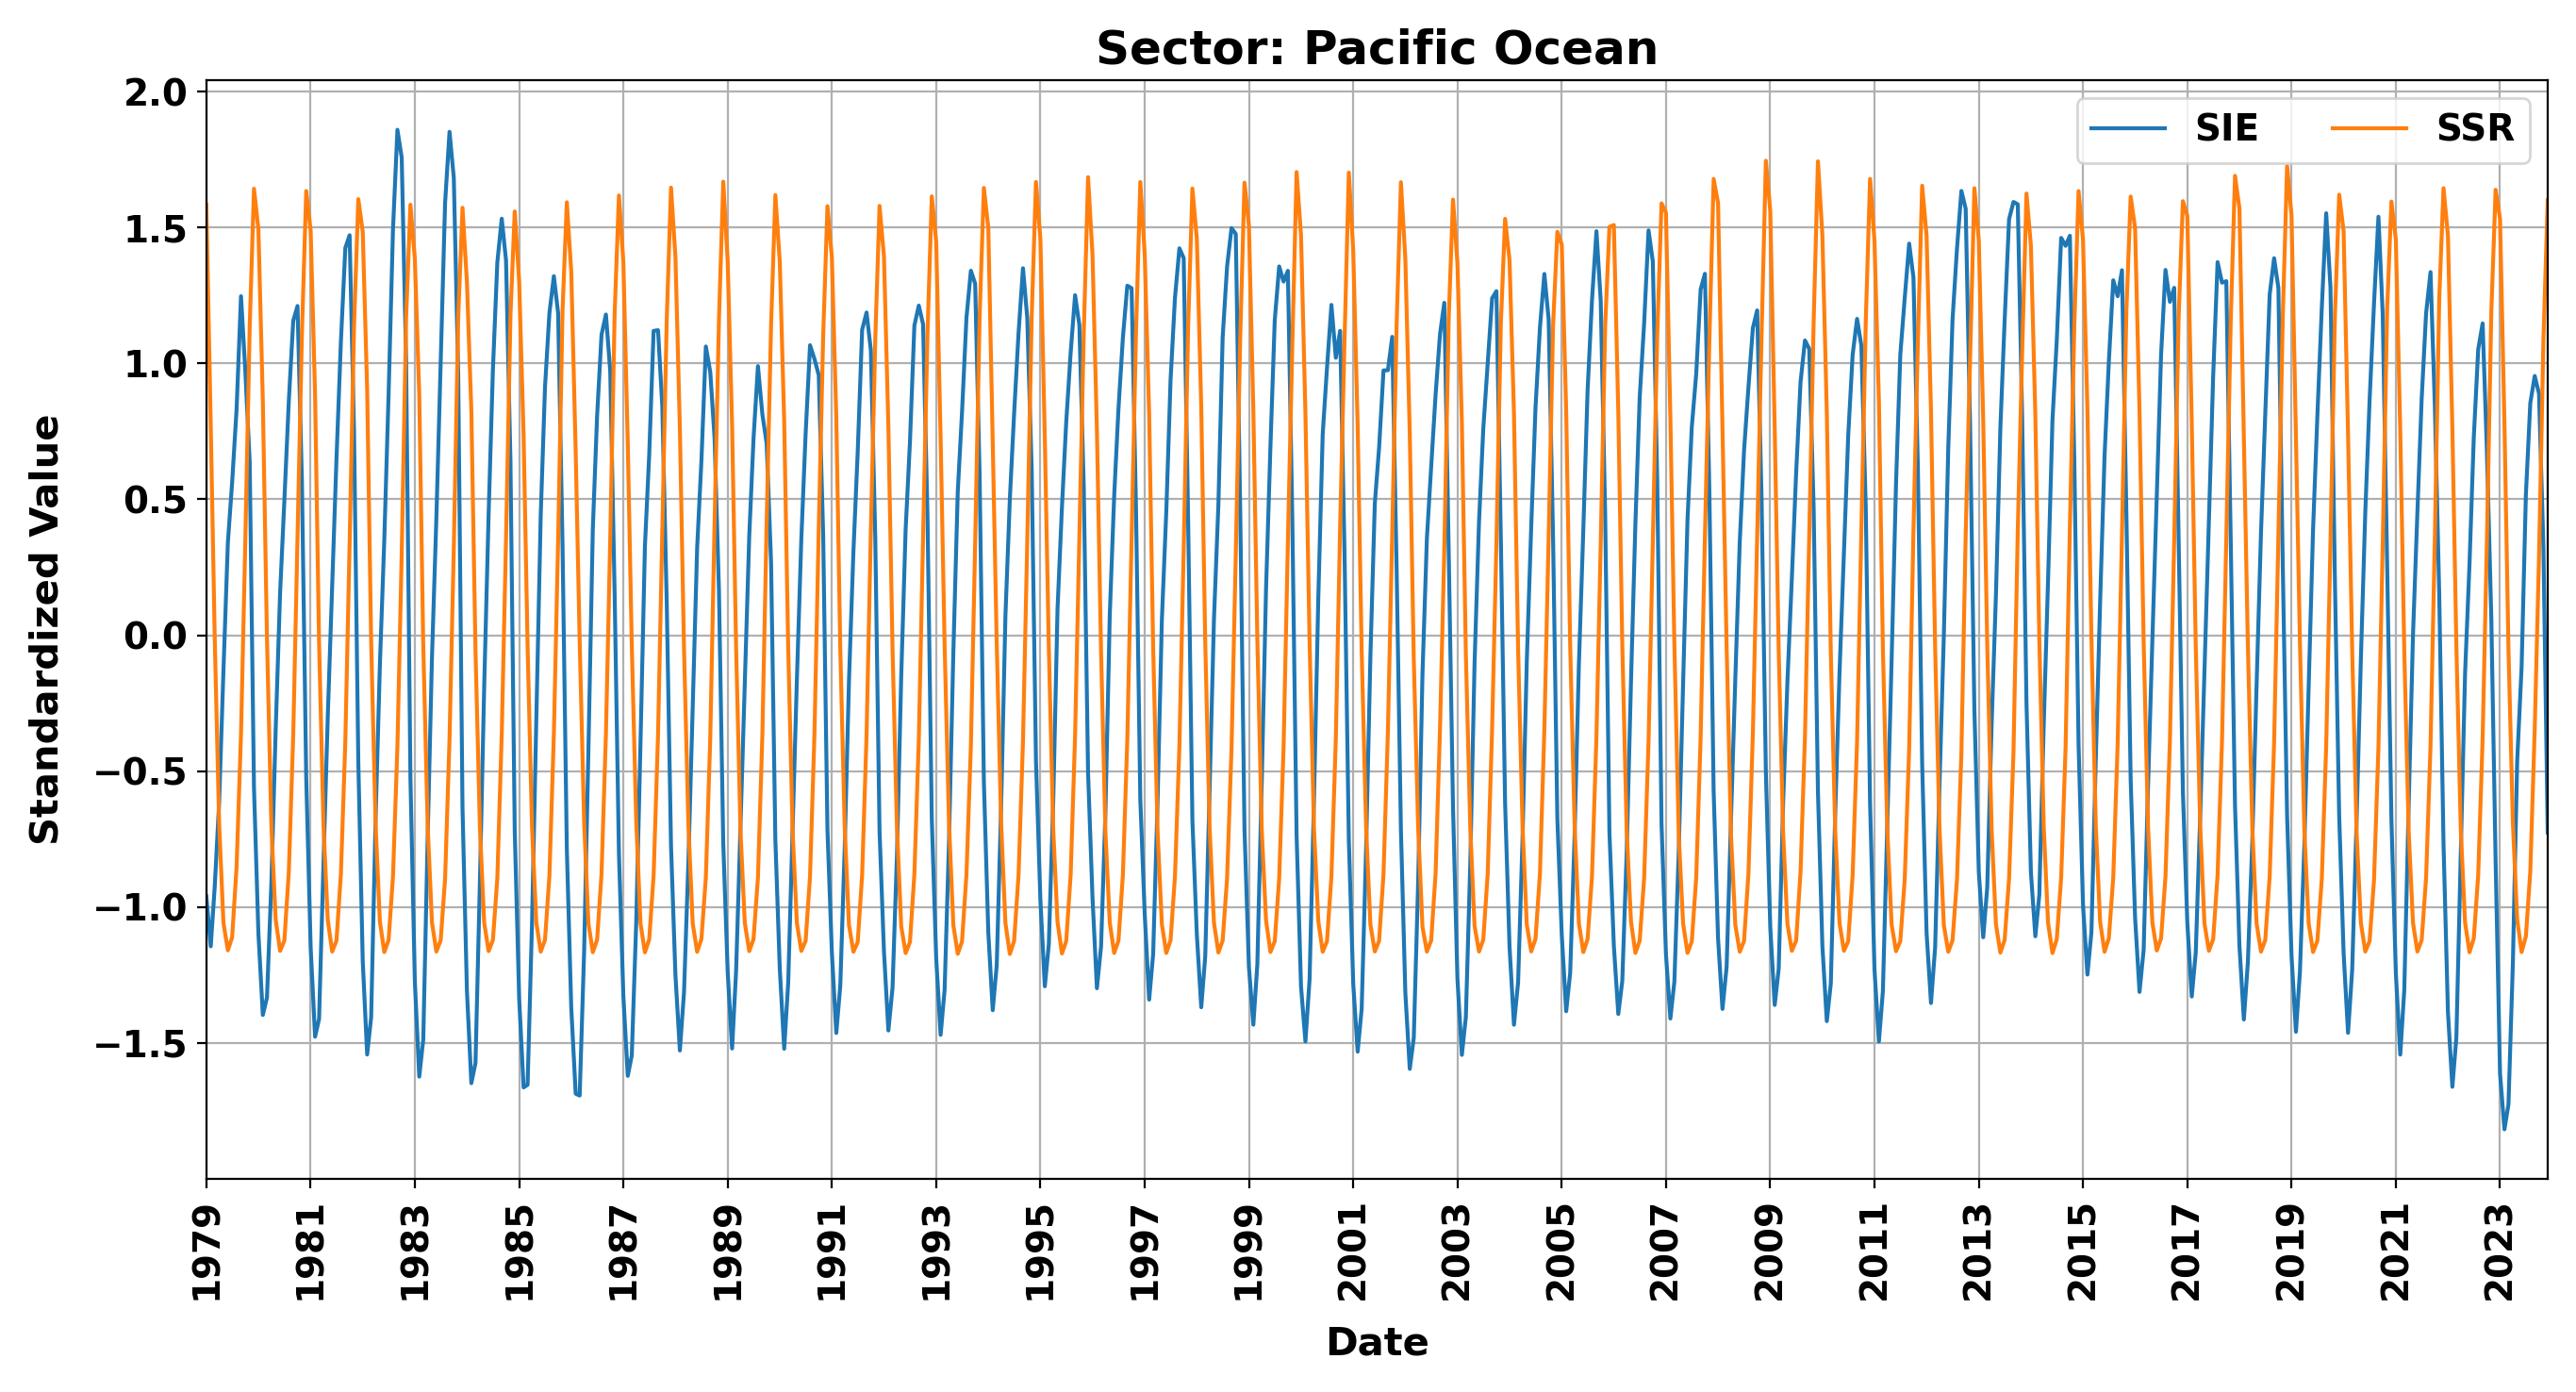 Sector: Pacific Ocean
SIE SSR
Standardized Value
2.0
1.5
1.0
0.5
0.0
−0.5
−1.0
−1.5
1979 1981 1983 1985 1987 1989 1991 1993 1995 1997 1999 2001 2003 2005 2007 2009 2011 2013 2015 2017 2019 2021 2023
Date